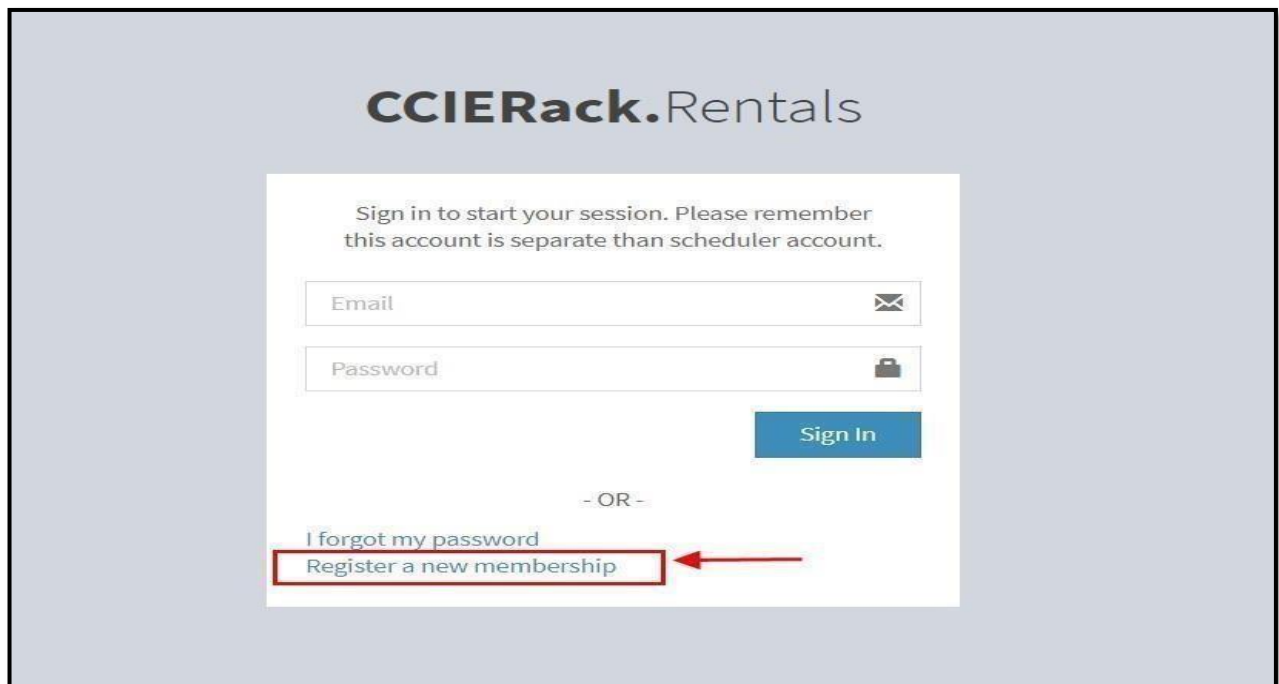 CCIERack.Rentals
Sign in to start your session. Please remember
this account is separate than scheduler account.
Email
Password
Sign In
- OR -
I forgot my password
Register a new membership